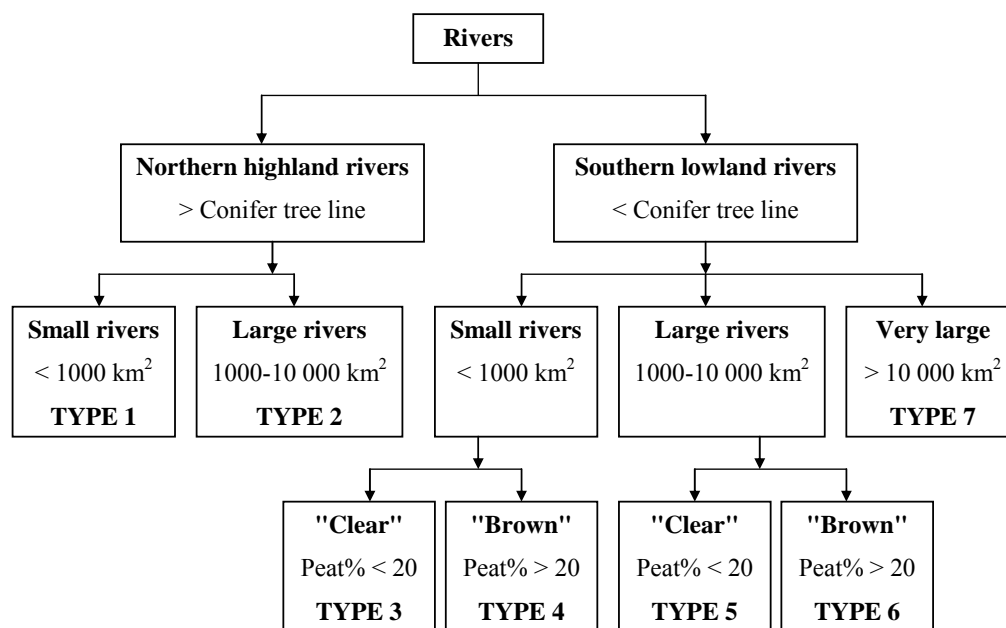 Rivers
Northern highland rivers
> Conifer tree line
Southern lowland rivers
< Conifer tree line
Small rivers
< 1000 km²
TYPE 1
Large rivers
1000-10 000 km²
TYPE 2
Small rivers
< 1000 km²
Large rivers
1000-10 000 km²
Very large
> 10 000 km²
TYPE 7
"Clear"
Peat% < 20
TYPE 3
"Brown"
Peat% > 20
TYPE 4
"Clear"
Peat% < 20
TYPE 5
"Brown"
Peat% > 20
TYPE 6